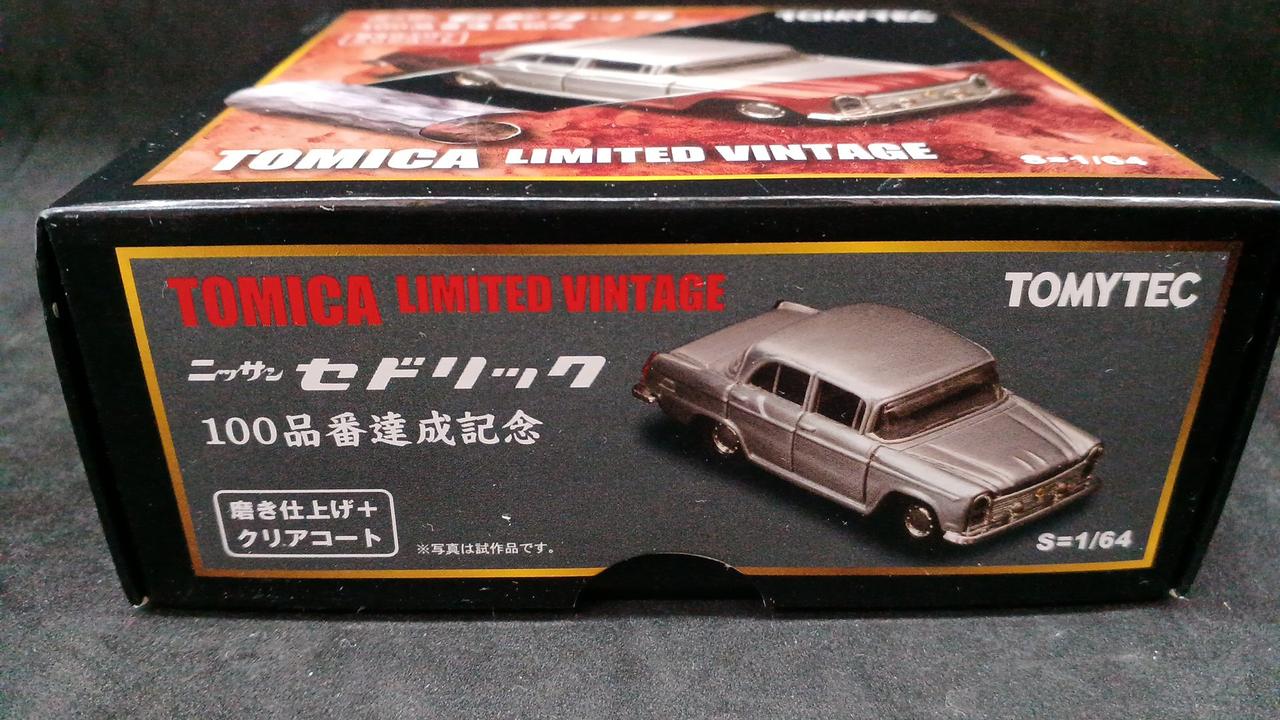 TOMYTEC
TOMICA LIMITED VINTAGE
S=1/64
TOMICA LIMITED VINTAGE
TOMYTEC
ニッサン セドリック
100品番達成記念
磨き仕上げ+
クリアコート
※写真は試作品です。
S=1/64